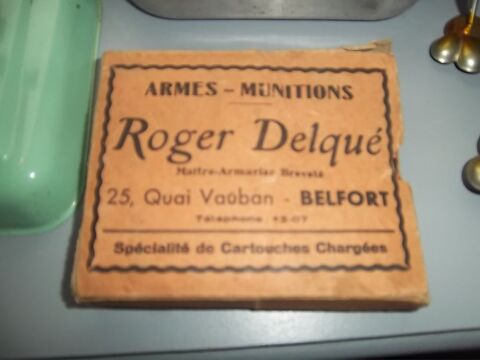 ARMES - MUNITIONS
Roger Delqué
Maître-Armurier Breveté
25, Quai Vauban - BELFORT
Téléphone 13-07
Spécialité de Cartouches Chargées